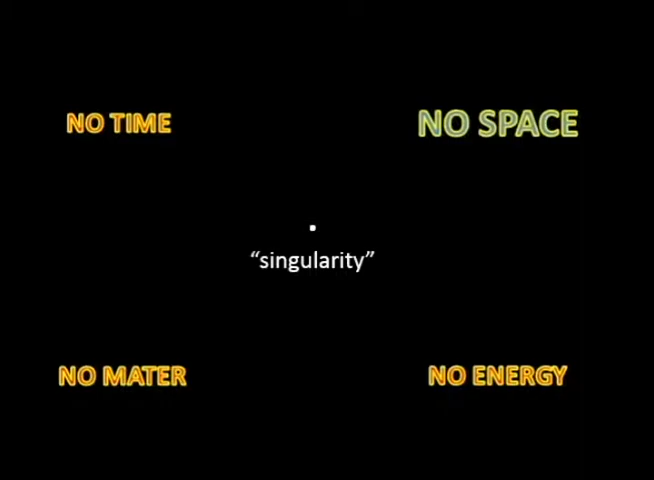 NO TIME
NO SPACE
“singularity”
NO MATER
NO ENERGY